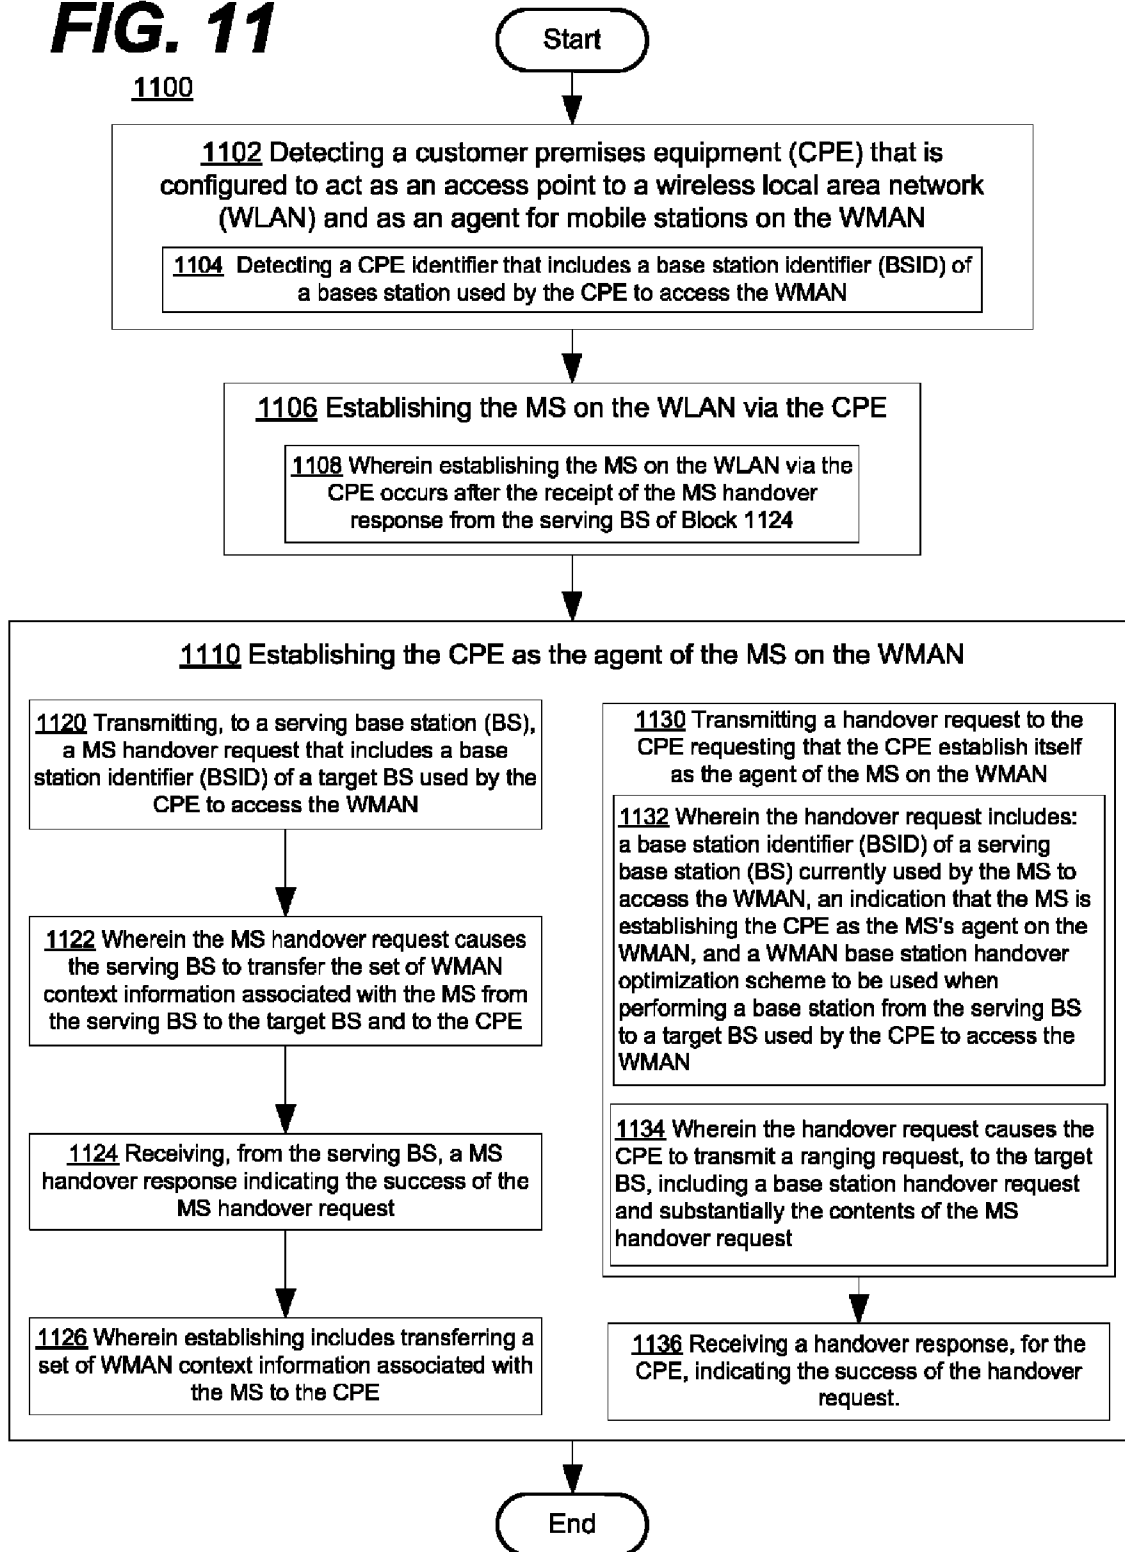 FIG. 11
1100
Start
1102 Detecting a customer premises equipment (CPE) that is
configured to act as an access point to a wireless local area network
(WLAN) and as an agent for mobile stations on the WMAN
1104 Detecting a CPE identifier that includes a base station identifier (BSID) of
a bases station used by the CPE to access the WMAN
1106 Establishing the MS on the WLAN via the CPE
1108 Wherein establishing the MS on the WLAN via the
CPE occurs after the receipt of the MS handover
response from the serving BS of Block 1124
1110 Establishing the CPE as the agent of the MS on the WMAN
1120 Transmitting, to a serving base station (BS),
a MS handover request that includes a base
station identifier (BSID) of a target BS used by the
CPE to access the WMAN
1122 Wherein the MS handover request causes
the serving BS to transfer the set of WMAN
context information associated with the MS from
the serving BS to the target BS and to the CPE
1124 Receiving, from the serving BS, a MS
handover response indicating the success of the
MS handover request
1126 Wherein establishing includes transferring a
set of WMAN context information associated with
the MS to the CPE
1130 Transmitting a handover request to the
CPE requesting that the CPE establish itself
as the agent of the MS on the WMAN
1132 Wherein the handover request includes:
a base station identifier (BSID) of a serving
base station (BS) currently used by the MS to
access the WMAN, an indication that the MS is
establishing the CPE as the MS's agent on the
WMAN, and a WMAN base station handover
optimization scheme to be used when
performing a base station from the serving BS
to a target BS used by the CPE to access the
WMAN
1134 Wherein the handover request causes the
CPE to transmit a ranging request, to the target
BS, including a base station handover request
and substantially the contents of the MS
handover request
1136 Receiving a handover response, for the
CPE, indicating the success of the handover
request.
End